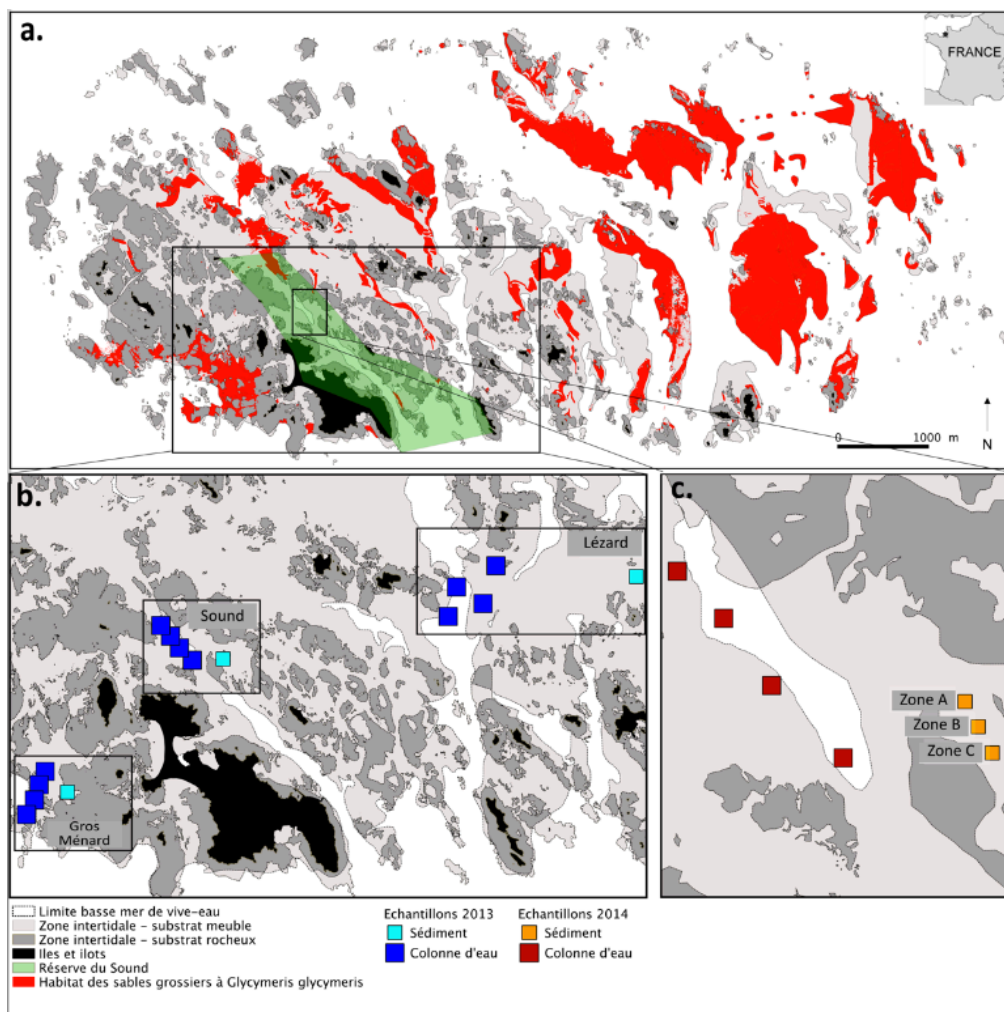 a.
FRANCE
0 1000 m
N
b.
Lézard
Sound
Gros
Ménard
c.
Zone A
Zone B
Zone C
Limite basse mer de vive-eau
Zone intertidale - substrat meuble
Zone intertidale - substrat rocheux
Iles et ilots
Réserve du Sound
Habitat des sables grossiers à Glycymeris glycymeris
Echantillons 2013
Sédiment
Colonne d'eau
Echantillons 2014
Sédiment
Colonne d'eau